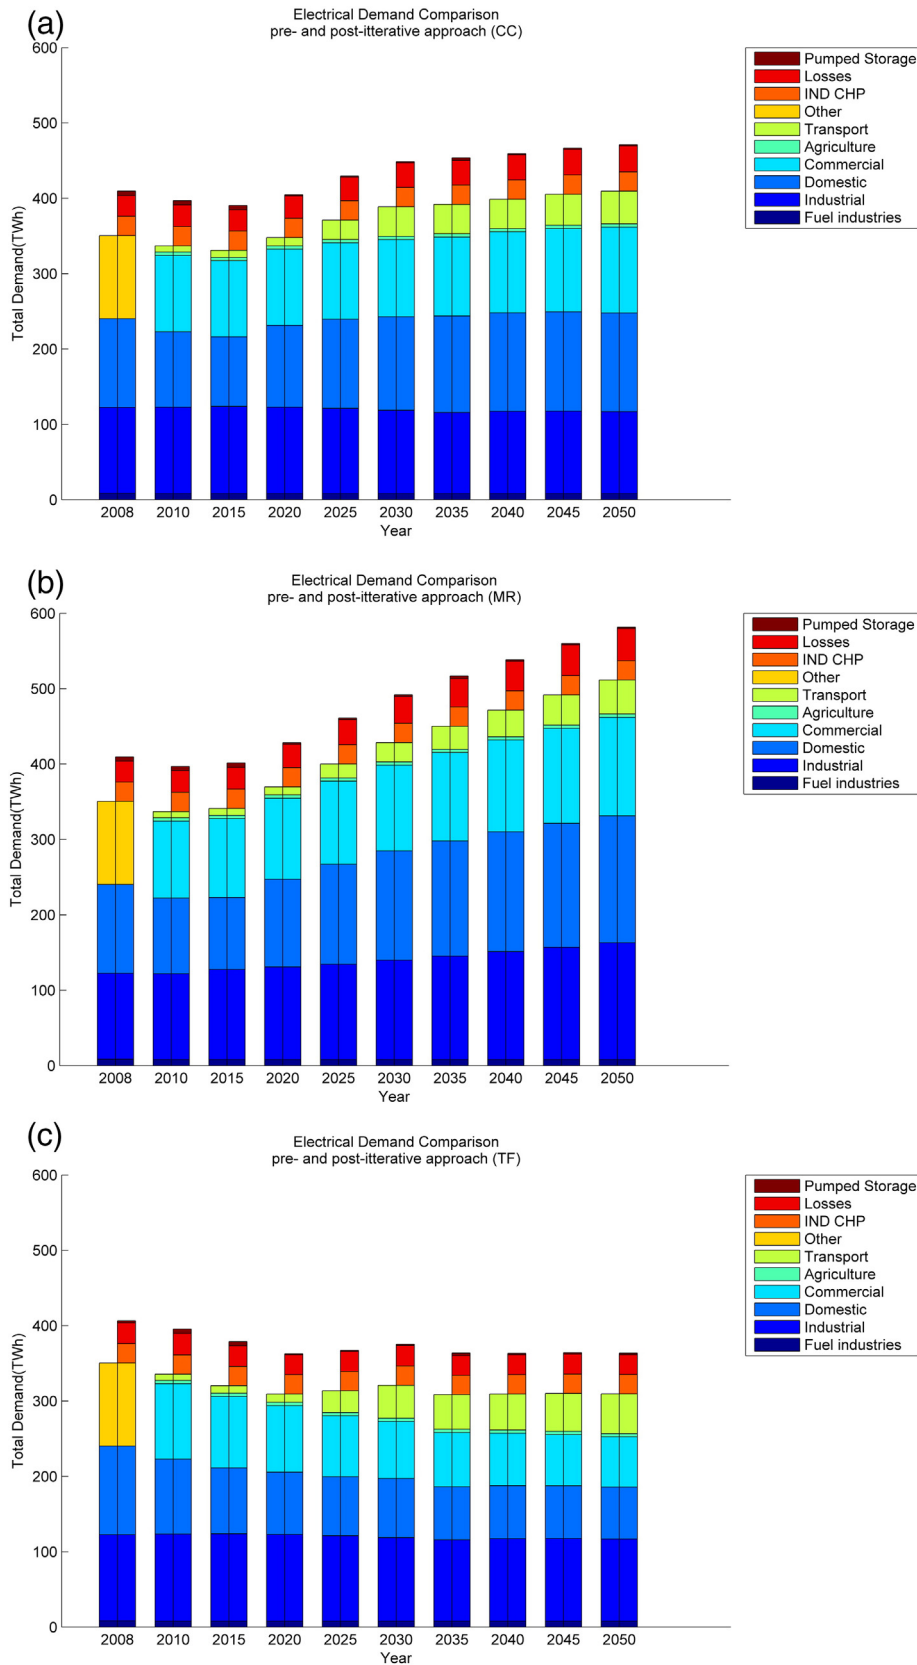 (a)
Electrical Demand Comparison
pre- and post-itterative approach (CC)
600
500
400
300
200
100
0
Total Demand(TWh)
2008 2010 2015 2020 2025 2030 2035 2040 2045 2050
Year
Pumped Storage
Losses
IND CHP
Other
Transport
Agriculture
Commercial
Domestic
Industrial
Fuel industries
(b)
Electrical Demand Comparison
pre- and post-itterative approach (MR)
600
500
400
300
200
100
0
Total Demand(TWh)
2008 2010 2015 2020 2025 2030 2035 2040 2045 2050
Year
Pumped Storage
Losses
IND CHP
Other
Transport
Agriculture
Commercial
Domestic
Industrial
Fuel industries
(c)
Electrical Demand Comparison
pre- and post-itterative approach (TF)
600
500
400
300
200
100
0
Total Demand(TWh)
2008 2010 2015 2020 2025 2030 2035 2040 2045 2050
Year
Pumped Storage
Losses
IND CHP
Other
Transport
Agriculture
Commercial
Domestic
Industrial
Fuel industries